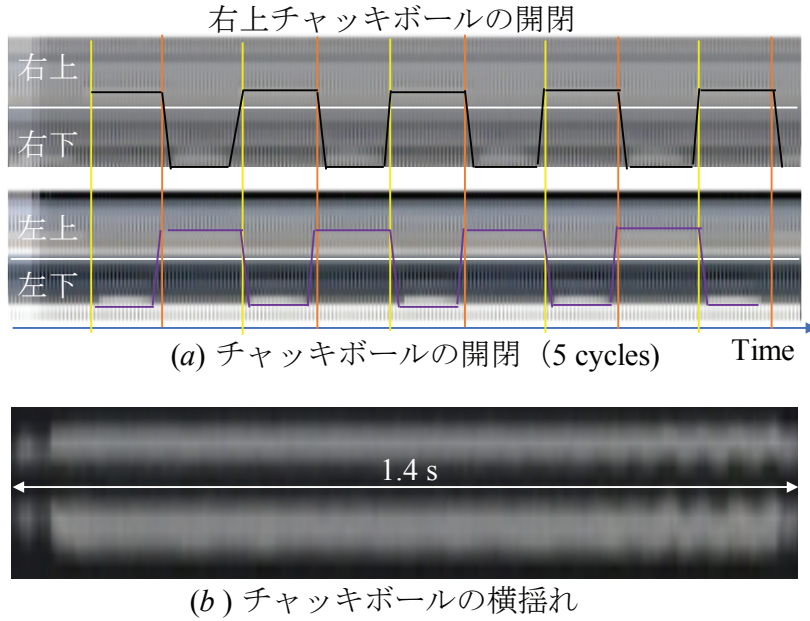 右上チャッキボールの開閉
右上
右下
左上
左下
(a) チャッキボールの開閉（5 cycles)
Time
1.4 s
(b ) チャッキボールの横揺れ